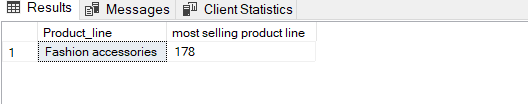 Results Messages Client Statistics
Product_line most selling product line
1 Fashion accessories 178